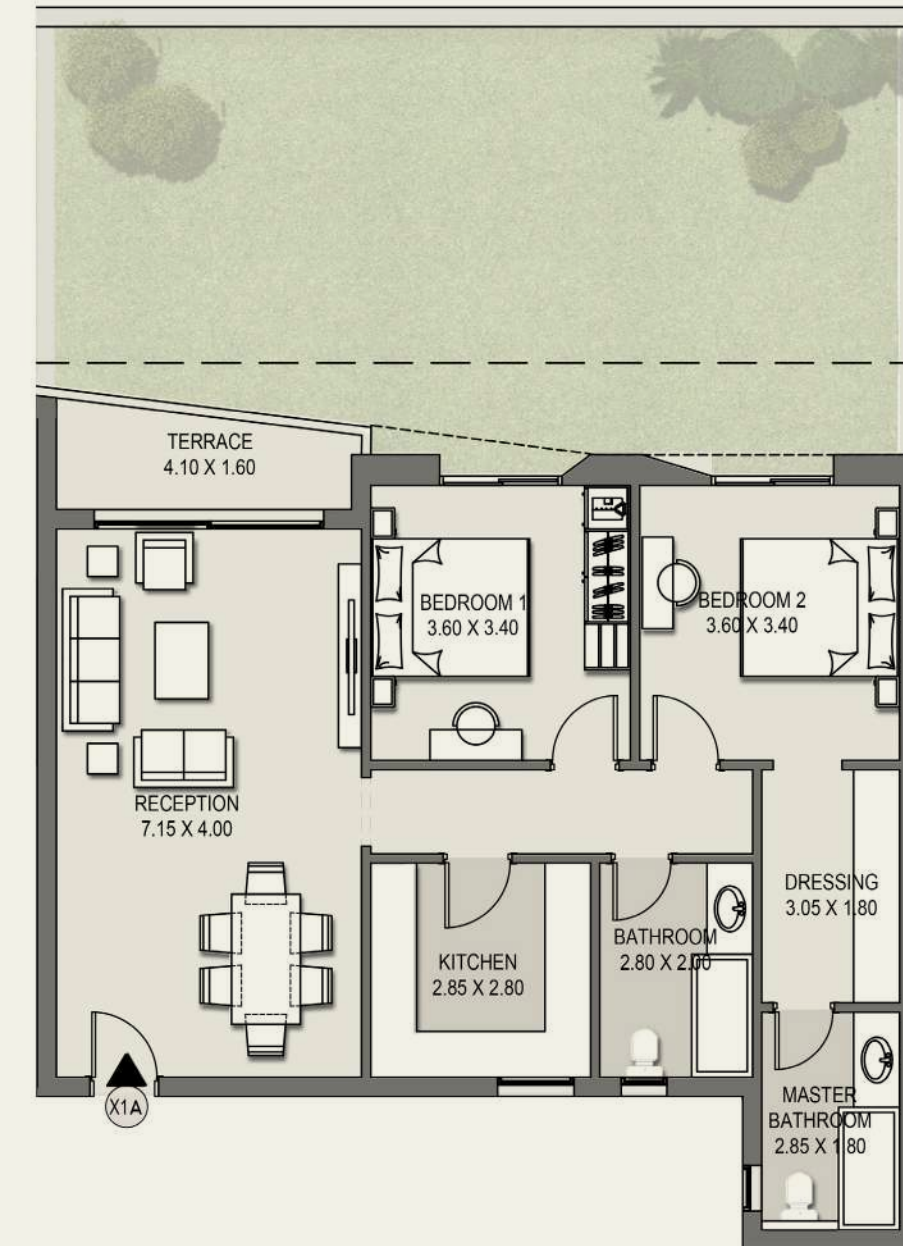 TERRACE
4.10 X 1.60
BEDROOM 1
3.60 X 3.40
BEDROOM 2
3.60 X 3.40
RECEPTION
7.15 X 4.00
DRESSING
3.05 X 1.80
KITCHEN
2.85 X 2.80
BATHROOM
2.80 X 2.00
MASTER
BATHROOM
2.85 X 1.80
X1A